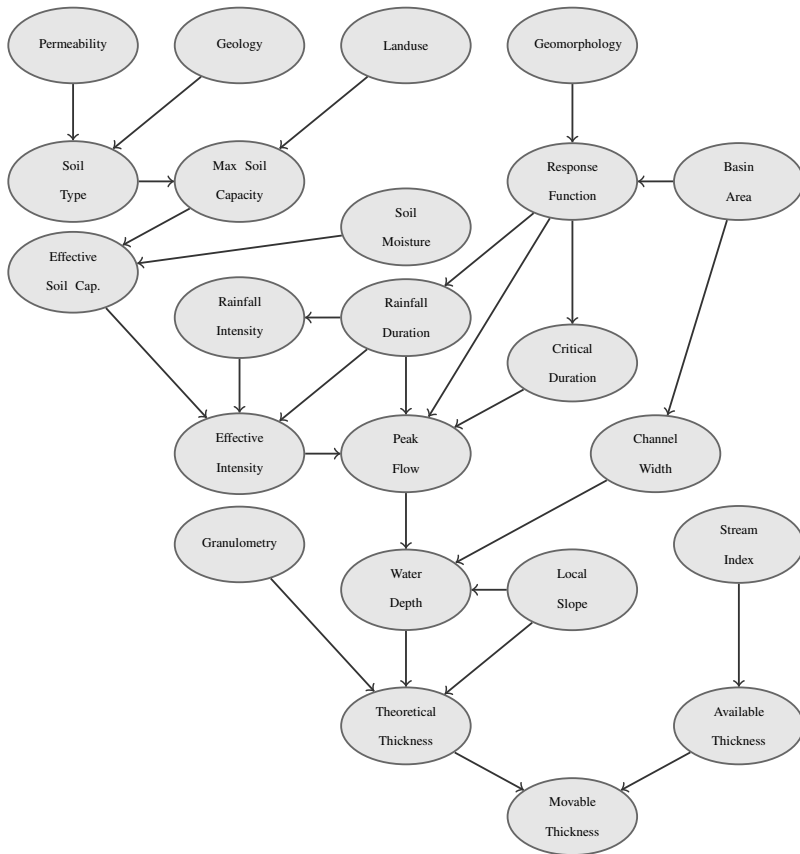 Permeability
Geology
Landuse
Geomorphology
Soil
Type
Max Soil
Capacity
Response
Function
Basin
Area
Soil
Moisture
Effective
Soil Cap.
Rainfall
Intensity
Rainfall
Duration
Critical
Duration
Effective
Intensity
Peak
Flow
Channel
Width
Granulometry
Stream
Index
Water
Depth
Local
Slope
Theoretical
Thickness
Available
Thickness
Movable
Thickness